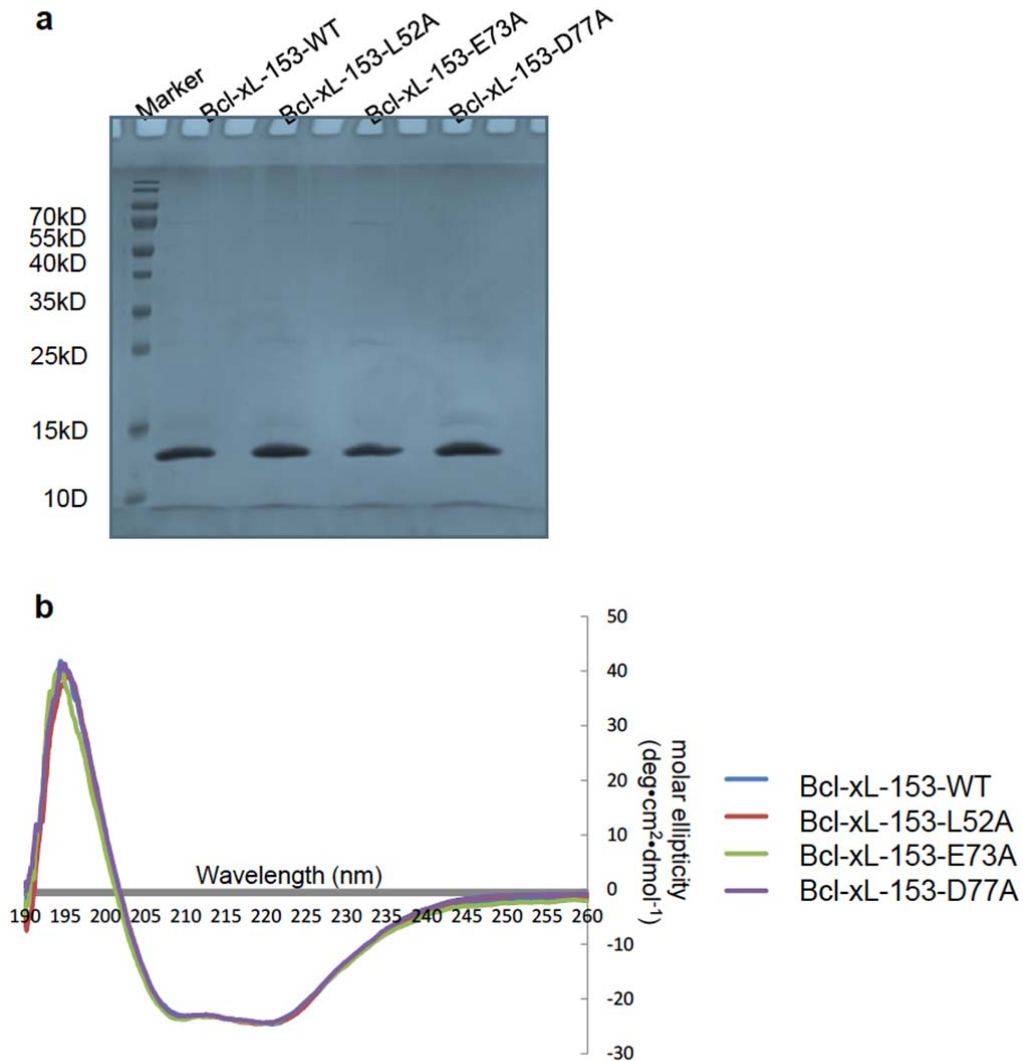 a
Marker
Bcl-xL-153-WT
Bcl-xL-153-L52A
Bcl-xL-153-E73A
Bcl-xL-153-D77A
70kD
55kD
40kD
35kD
25kD
15kD
10D
b
50
40
30
20
10
0
-10
-20
-30
molar ellipticity
(deg•cm²•dmol⁻¹)
Wavelength (nm)
190 195 200 205 210 215 220 225 230 235 240 245 250 255 260
Bcl-xL-153-WT
Bcl-xL-153-L52A
Bcl-xL-153-E73A
Bcl-xL-153-D77A